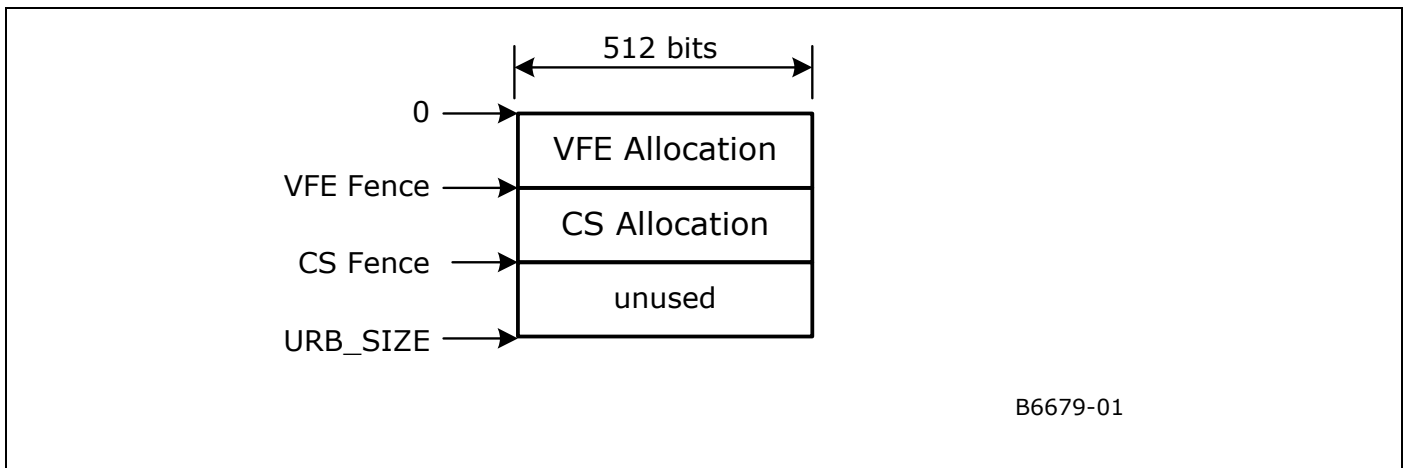 512 bits
0
VFE Allocation
VFE Fence
CS Allocation
CS Fence
unused
URB_SIZE
B6679-01